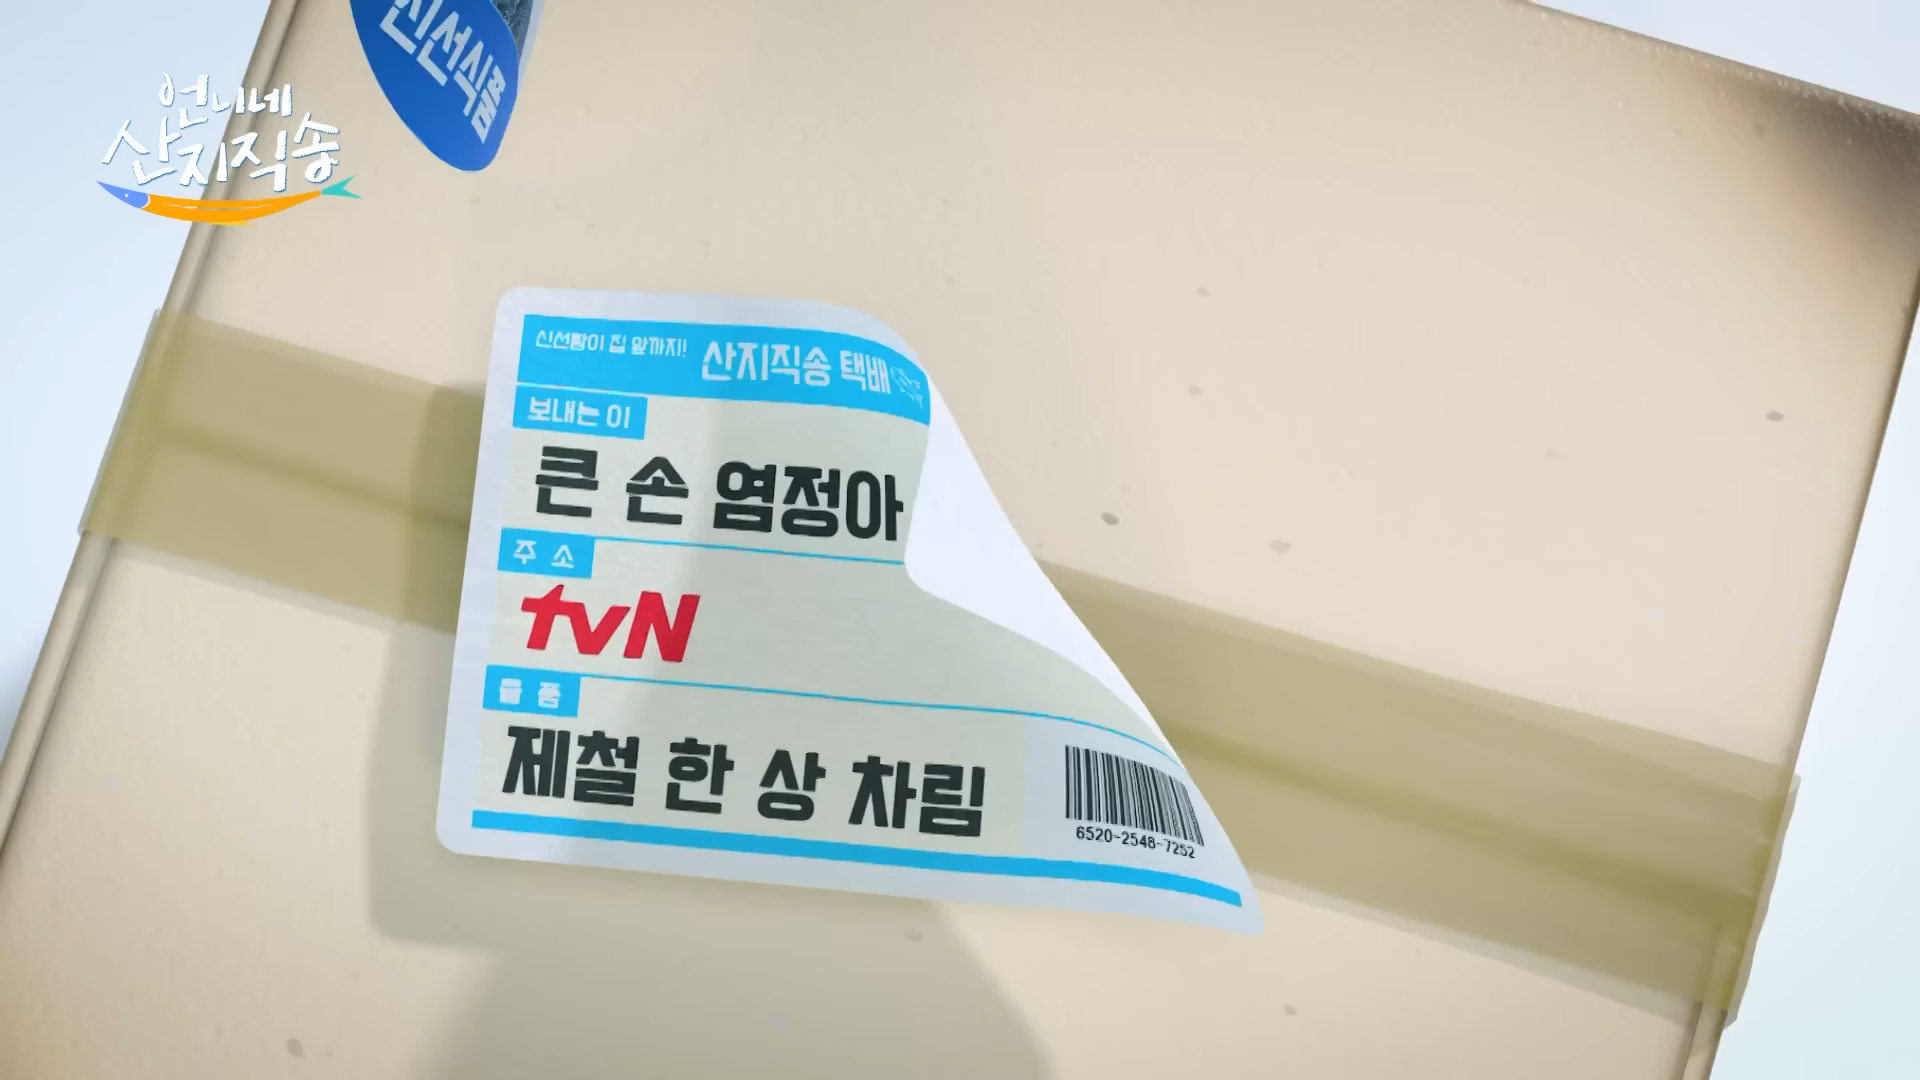 언니네
산지직송
신선식품
신선함이 집 앞까지! 산지직송 택배
보내는 이
큰 손 염정아
주 소
tvN
물 품
제철 한 상 차림
6520-2548-7252